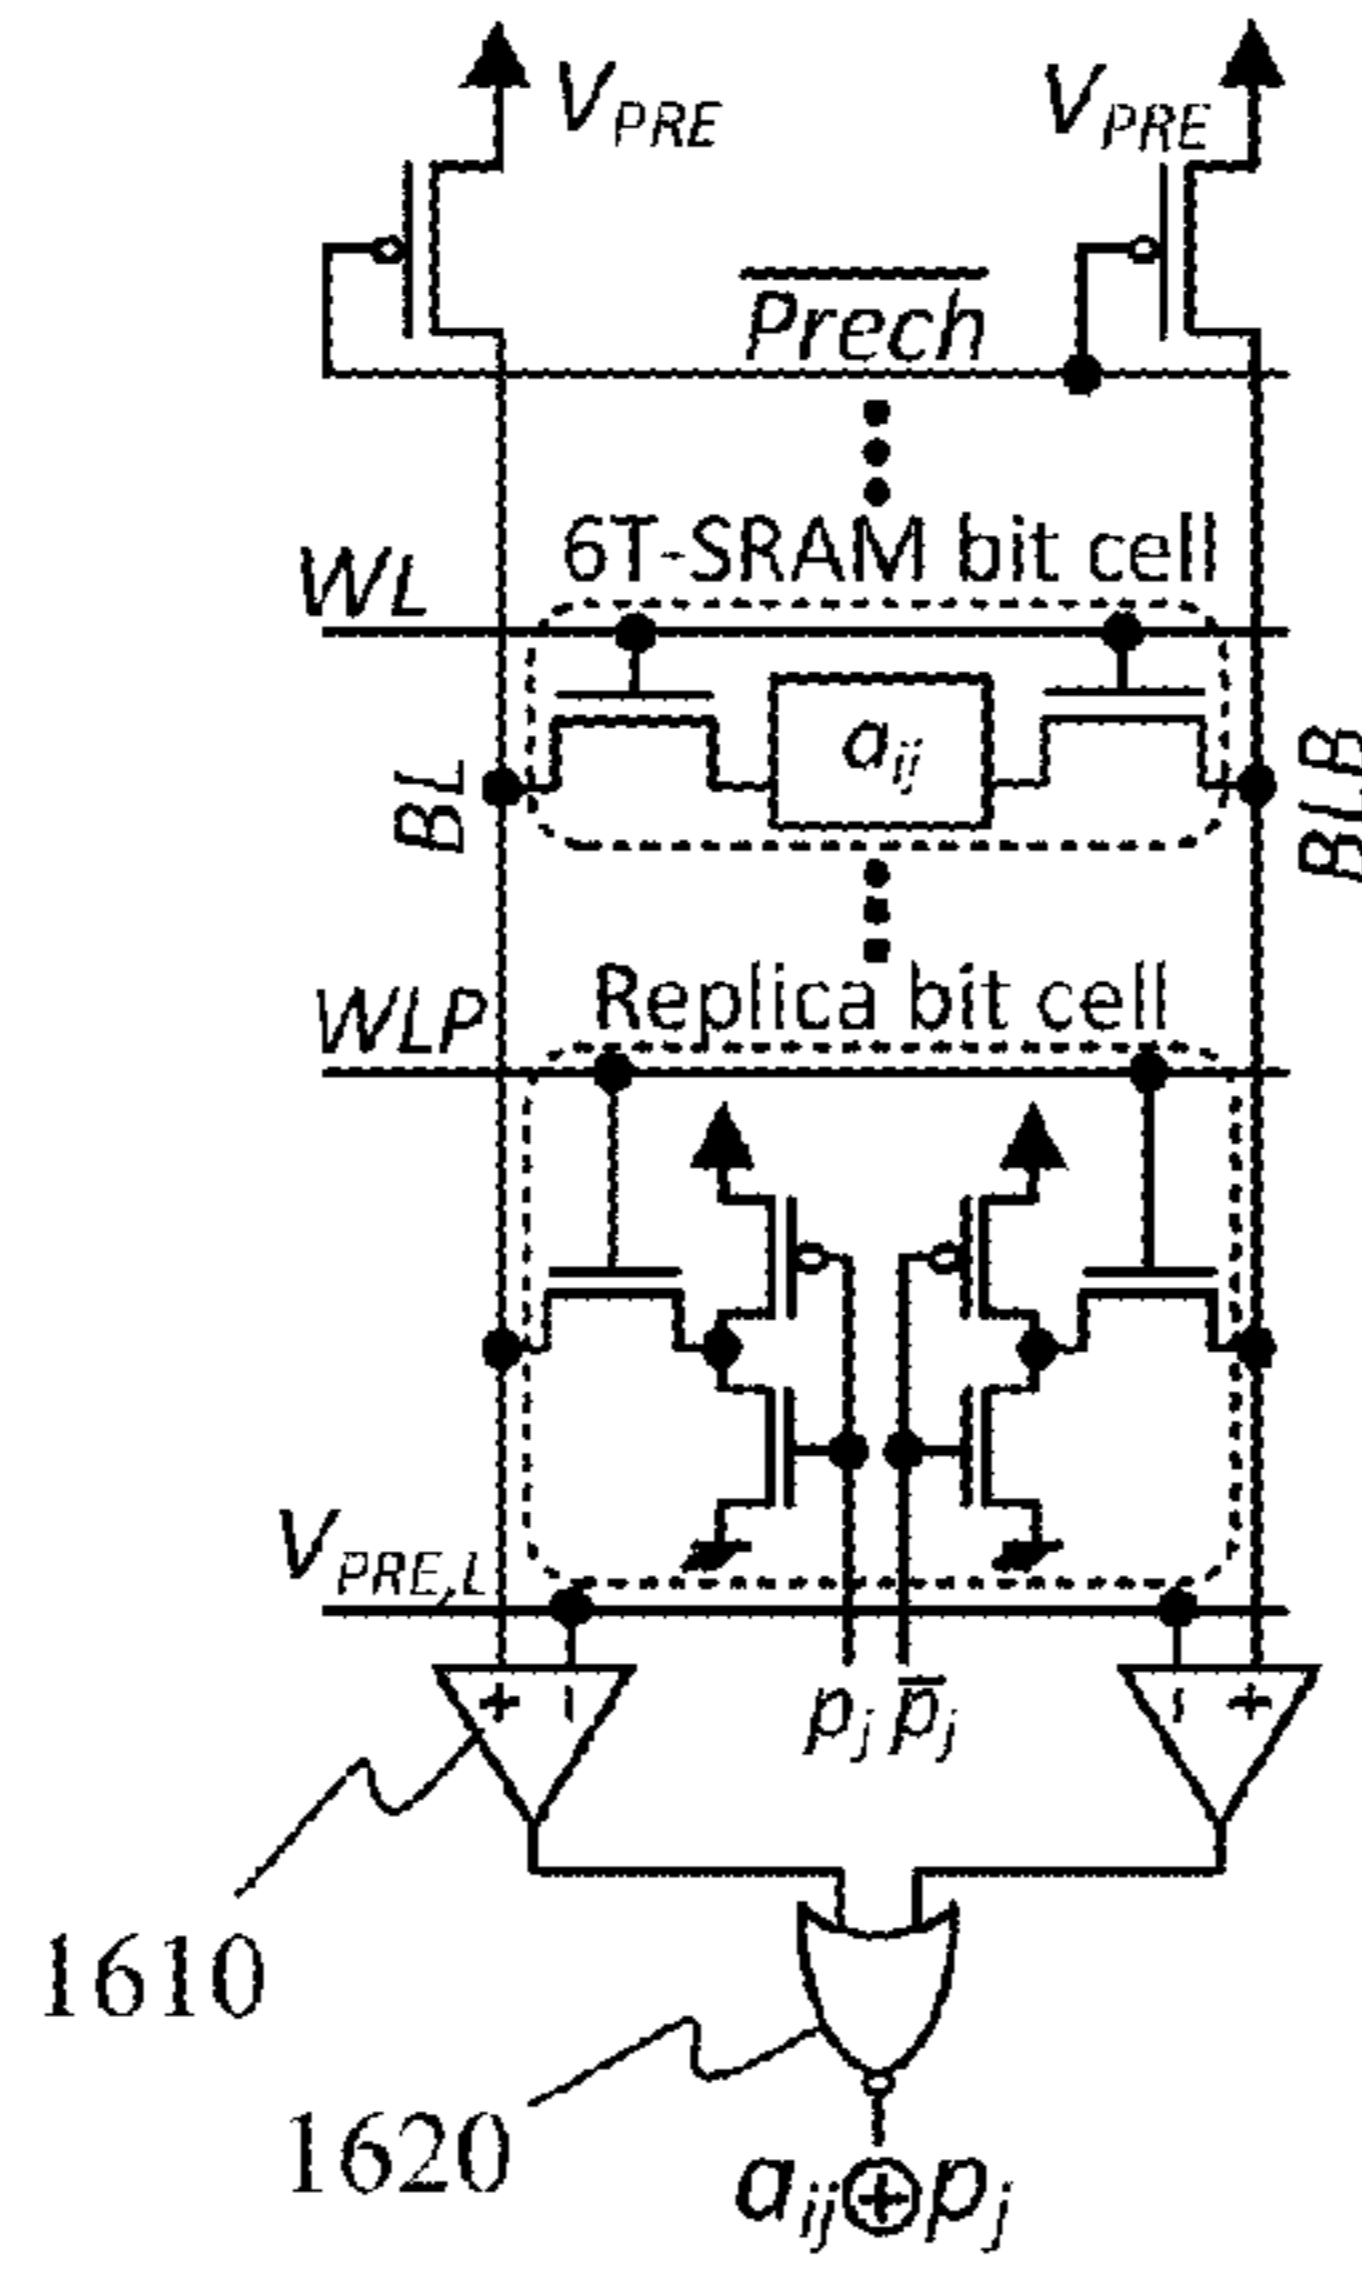 V_PRE V_PRE
\overline{Prech}
6T-SRAM bit cell
WL
a_ij
BL
BLB
Replica bit cell
WLP
V_PRE,L
+ − − +
p_j p̄_j
1610
1620
a_ij⊕p_j